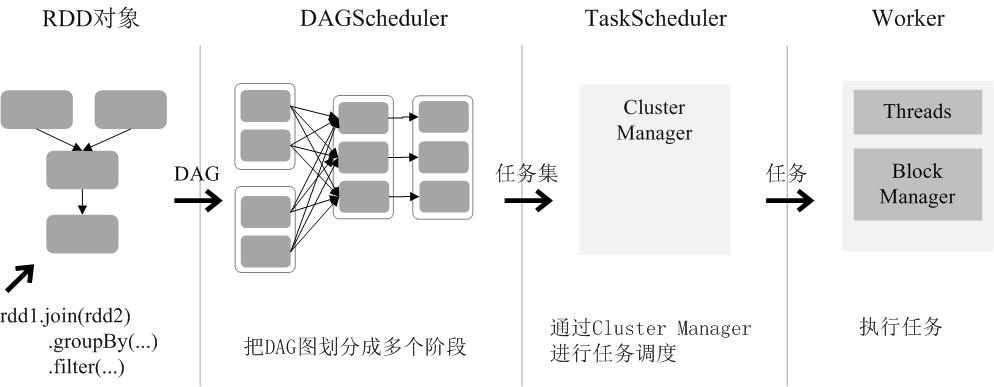 RDD对象
DAGScheduler
TaskScheduler
Worker
Cluster
Manager
Threads
Block
Manager
DAG
任务集
任务
rdd1.join(rdd2)
.groupBy(...)
.filter(...)
把DAG图划分成多个阶段
通过Cluster Manager
进行任务调度
执行任务